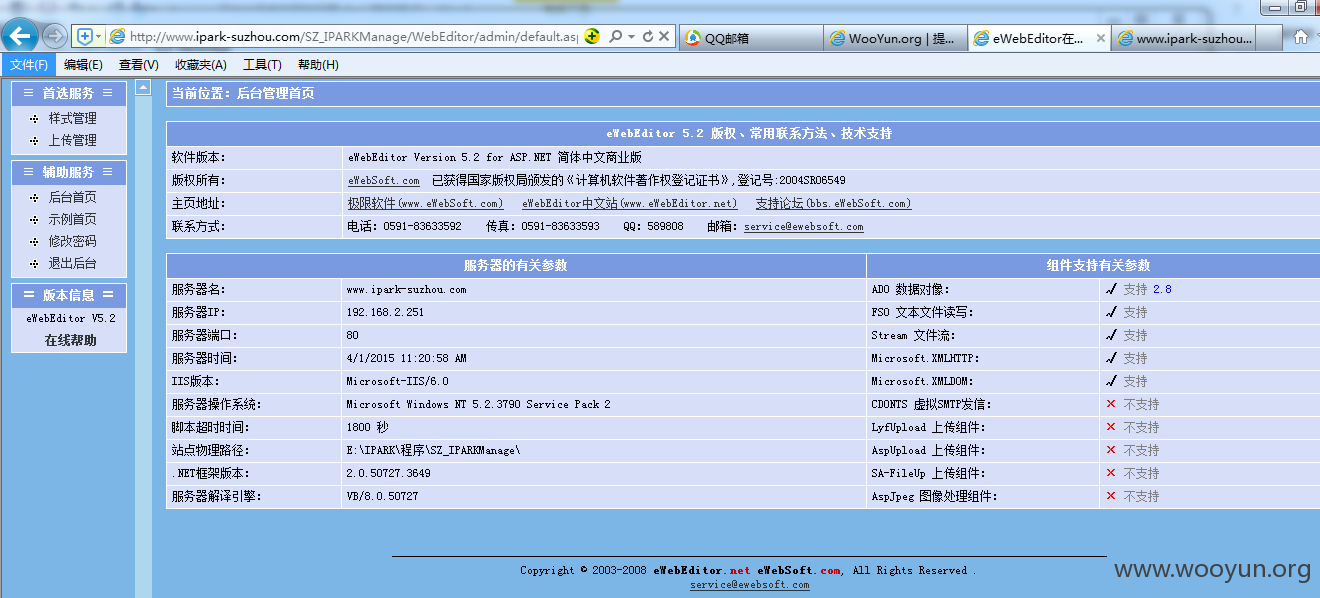 http://www.ipark-suzhou.com/SZ_IPARKManage/WebEditor/admin/default.asp
QQ邮箱
WooYun.org | 提...
eWebEditor在...
www.ipark-suzhou...
文件(F) 编辑(E) 查看(V) 收藏夹(A) 工具(T) 帮助(H)
首选服务
样式管理
上传管理
辅助服务
后台首页
示例首页
修改密码
退出后台
版本信息
eWebEditor V5.2
在线帮助
当前位置：后台管理首页
eWebEditor 5.2 版权、常用联系方法、技术支持
软件版本： eWebEditor Version 5.2 for ASP.NET 简体中文商业版
版权所有： eWebSoft.com 已获得国家版权局颁发的《计算机软件著作权登记证书》,登记号:2004SR06549
主页地址： 极限软件(www.eWebSoft.com) eWebEditor中文站(www.eWebEditor.net) 支持论坛(bbs.eWebSoft.com)
联系方式： 电话：0591-83633592 传真：0591-83633593 QQ：589808 邮箱：service@ewebsoft.com
服务器的有关参数
服务器名： www.ipark-suzhou.com
服务器IP： 192.168.2.251
服务器端口： 80
服务器时间： 4/1/2015 11:20:58 AM
IIS版本： Microsoft-IIS/6.0
服务器操作系统： Microsoft Windows NT 5.2.3790 Service Pack 2
脚本超时时间： 1800 秒
站点物理路径： E:\IPARK\程序\SZ_IPARKManage\
.NET框架版本： 2.0.50727.3649
服务器解译引擎： VB/8.0.50727
组件支持有关参数
ADO 数据对像： ✓ 支持 2.8
FSO 文本文件读写： ✓ 支持
Stream 文件流： ✓ 支持
Microsoft.XMLHTTP： ✓ 支持
Microsoft.XMLDOM： ✓ 支持
CDONTS 虚拟SMTP发信： × 不支持
LyfUpload 上传组件： × 不支持
AspUpload 上传组件： × 不支持
SA-FileUp 上传组件： × 不支持
AspJpeg 图像处理组件： × 不支持
Copyright © 2003-2008 eWebEditor.net eWebSoft.com, All Rights Reserved .
service@ewebsoft.com
www.wooyun.org